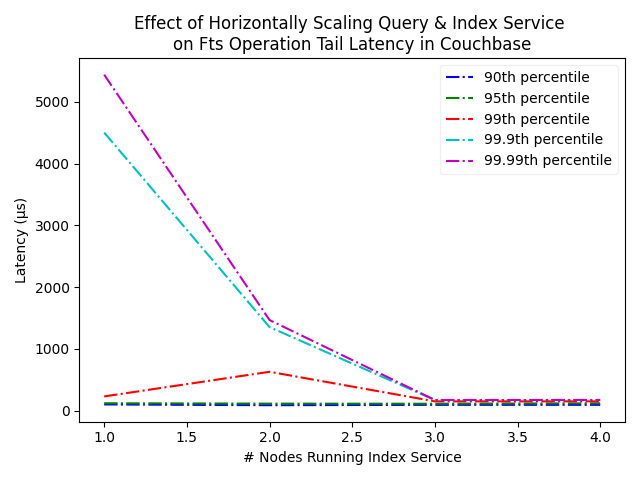 Effect of Horizontally Scaling Query & Index Service
on Fts Operation Tail Latency in Couchbase
90th percentile
95th percentile
99th percentile
99.9th percentile
99.99th percentile
Latency (µs)
5000
4000
3000
2000
1000
0
1.0 1.5 2.0 2.5 3.0 3.5 4.0
# Nodes Running Index Service